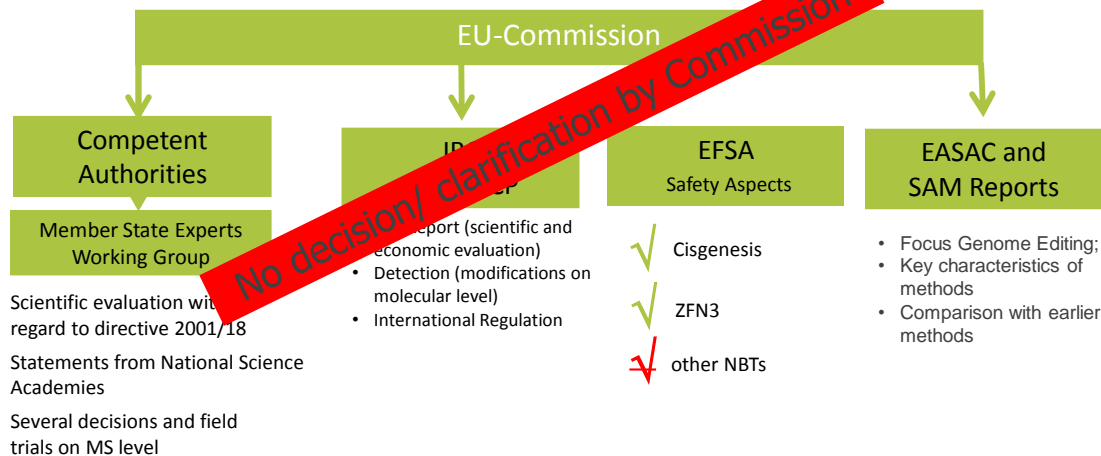 EU-Commission
No decision/ clarification by Commission
Competent
Authorities
Member State Experts
Working Group
Scientific evaluation
regard to directive 2001/18
Statements from National Science
Academies
Several decisions and field
trials on MS level
(scientific and
economic evaluation)
• Detection (modifications on
molecular level)
• International Regulation
EFSA
Safety Aspects
√ Cisgenesis
√ ZFN3
√ other NBTs
EASAC and
SAM Reports
• Focus Genome Editing;
• Key characteristics of
methods
• Comparison with earlier
methods